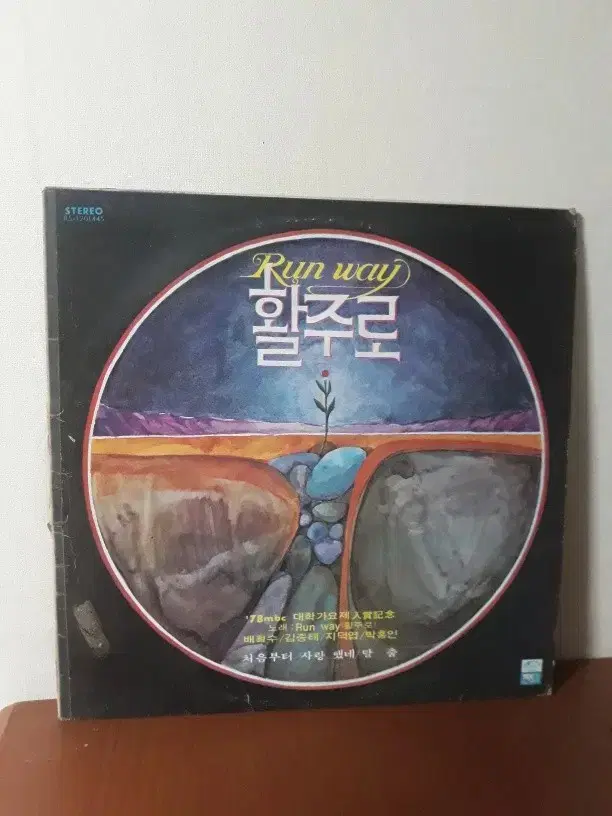 STEREO
Run way
활주로
'78mbc 대학가요제入賞記念
노래 : Run way 활주로
배철수/김종태/지덕엽/박홍인
처음부터 사랑 했네/탈 춤